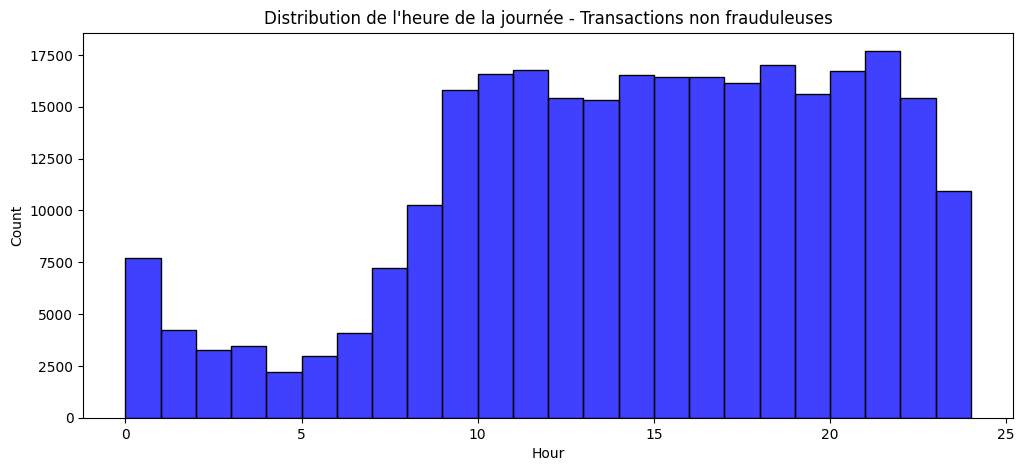 Distribution de l'heure de la journée - Transactions non frauduleuses
17500
15000
12500
10000
7500
5000
2500
0
Count
0 5 10 15 20 25
Hour